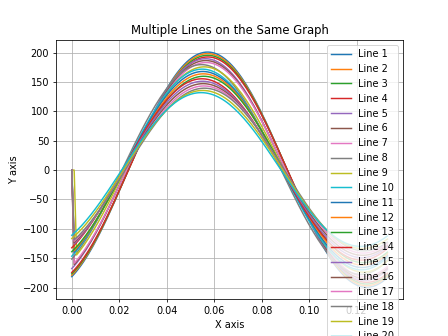 Multiple Lines on the Same Graph
200
150
100
50
0
−50
−100
−150
−200
Y axis
0.00
0.02
0.04
0.06
0.08
0.10
X axis
Line 1
Line 2
Line 3
Line 4
Line 5
Line 6
Line 7
Line 8
Line 9
Line 10
Line 11
Line 12
Line 13
Line 14
Line 15
Line 16
Line 17
Line 18
Line 19
Line 20